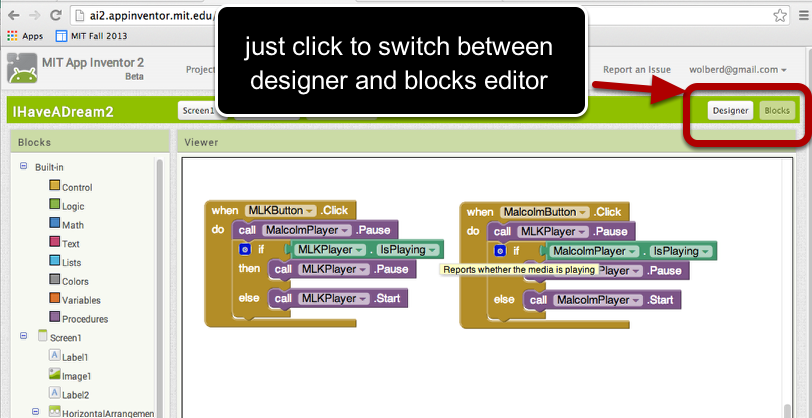 ai2.appinventor.mit.edu/
Apps
MIT Fall 2013
just click to switch between
designer and blocks editor
MIT App Inventor 2
Beta
Project
Report an Issue
wolberd@gmail.com
IHaveADream2
Screen1
Designer
Blocks
Blocks
Viewer
Built-in
Control
Logic
Math
Text
Lists
Colors
Variables
Procedures
Screen1
Label1
Image1
Label2
HorizontalArrangemen
when MLKButton .Click
do call MalcolmPlayer .Pause
if MLKPlayer . IsPlaying
then call MLKPlayer .Pause
else call MLKPlayer .Start
when MalcolmButton .Click
do call MLKPlayer .Pause
if MalcolmPlayer . IsPlaying
Reports whether the media is playing
Player .Pause
else call MalcolmPlayer .Start